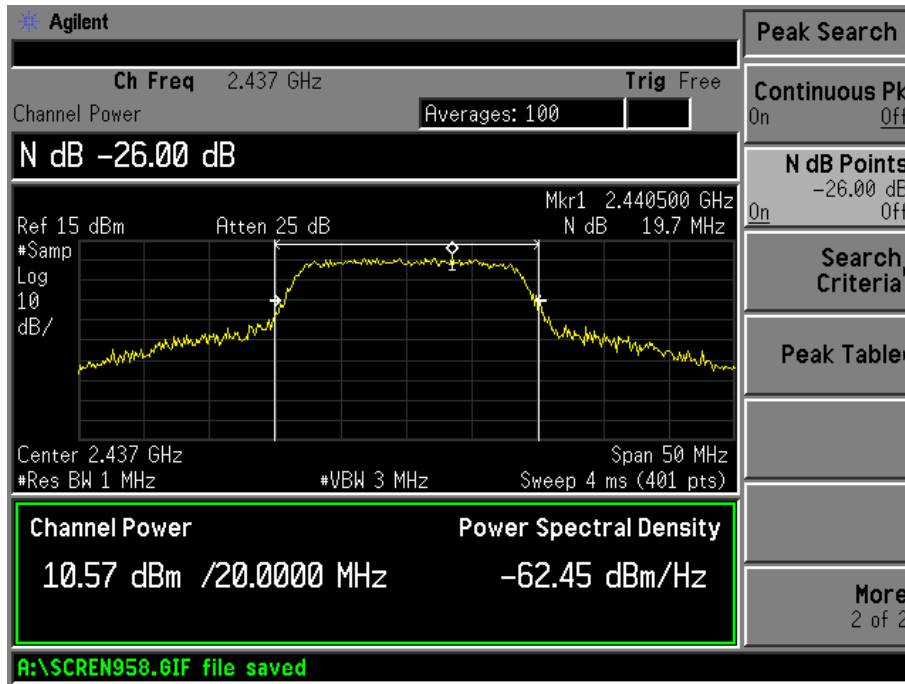 Agilent
Peak Search
Ch Freq 2.437 GHz Trig Free
Channel Power Averages: 100
Continuous Pk
On Off
N dB -26.00 dB
N dB Points
-26.00 dB
On Off
Mkr1 2.440500 GHz
Ref 15 dBm Atten 25 dB N dB 19.7 MHz
#Samp
Log
10
dB/
Search
Criteria
Peak Table
Center 2.437 GHz Span 50 MHz
#Res BW 1 MHz #VBW 3 MHz Sweep 4 ms (401 pts)
Channel Power Power Spectral Density
10.57 dBm /20.0000 MHz -62.45 dBm/Hz
More
2 of 2
A:\SCREN958.GIF file saved